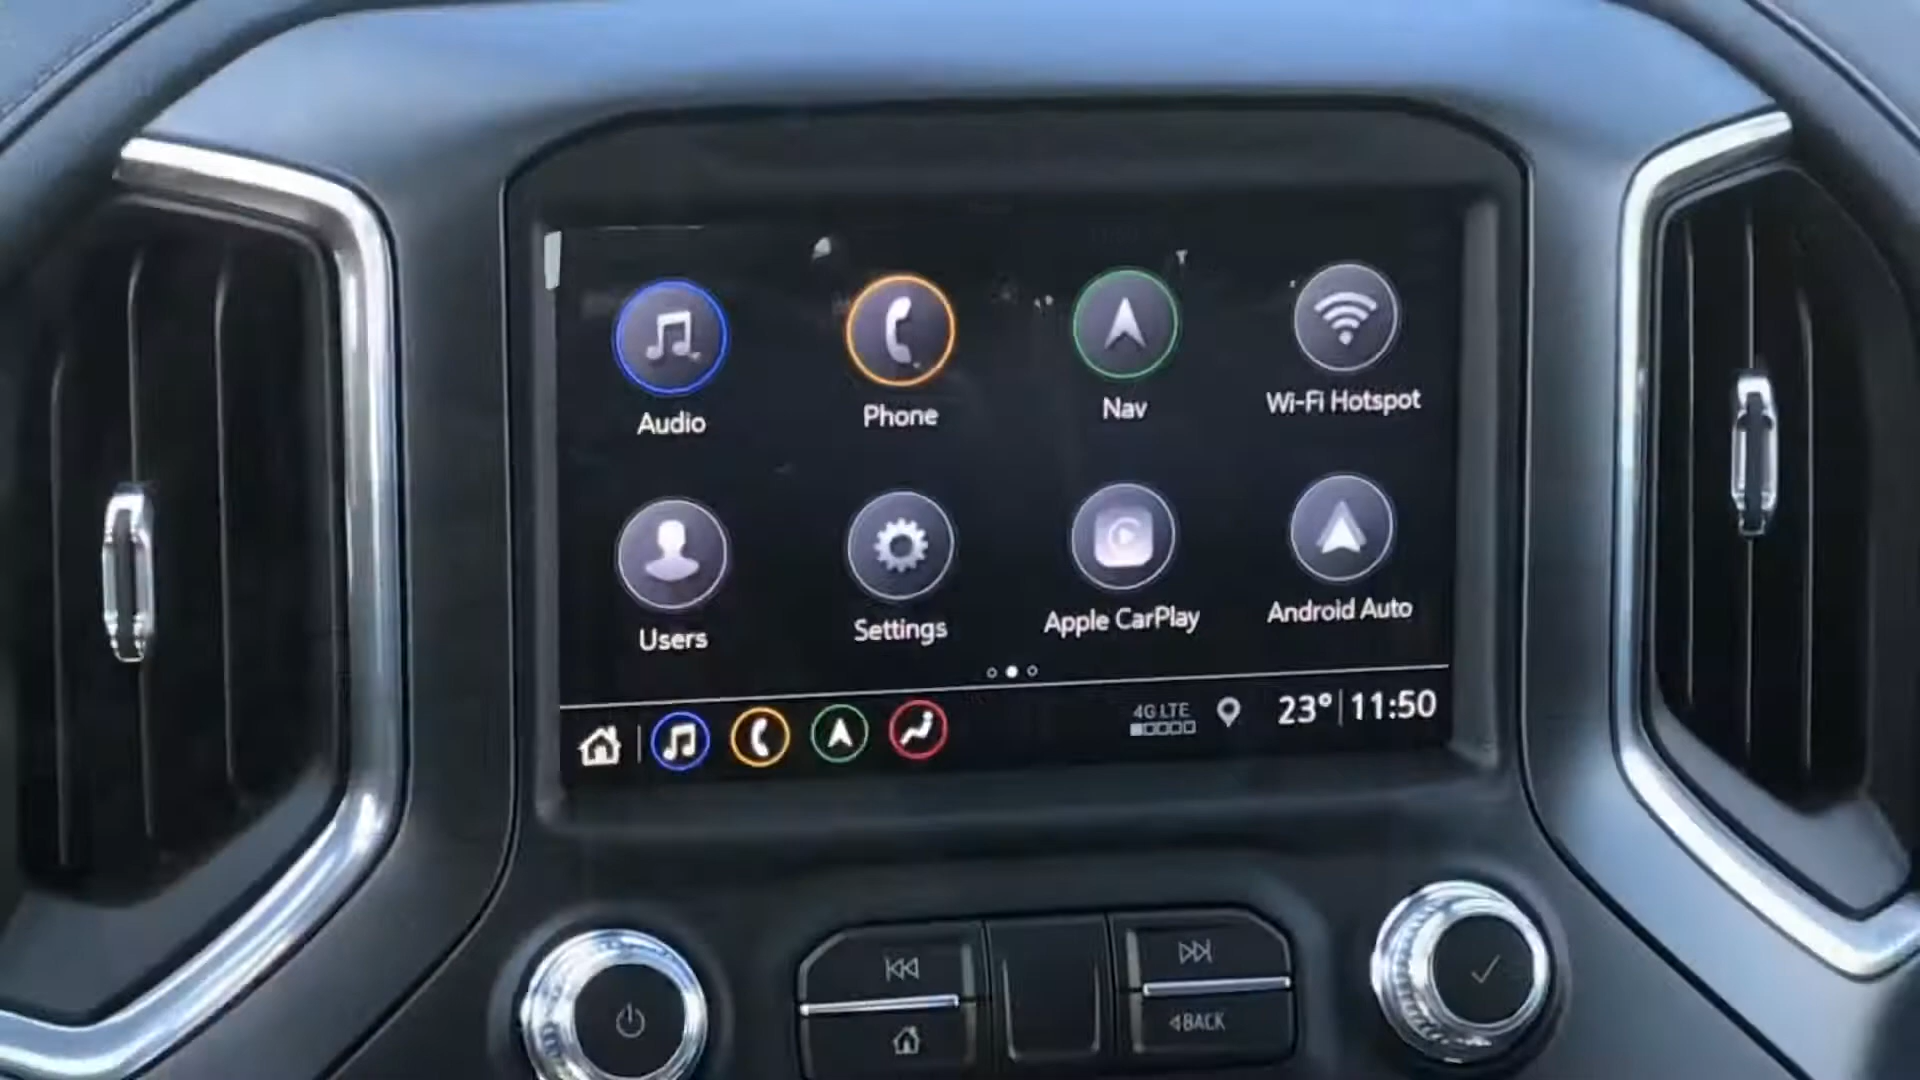 Audio
Phone
Nav
Wi-Fi Hotspot
Users
Settings
Apple CarPlay
Android Auto
4G LTE
23° 11:50
BACK